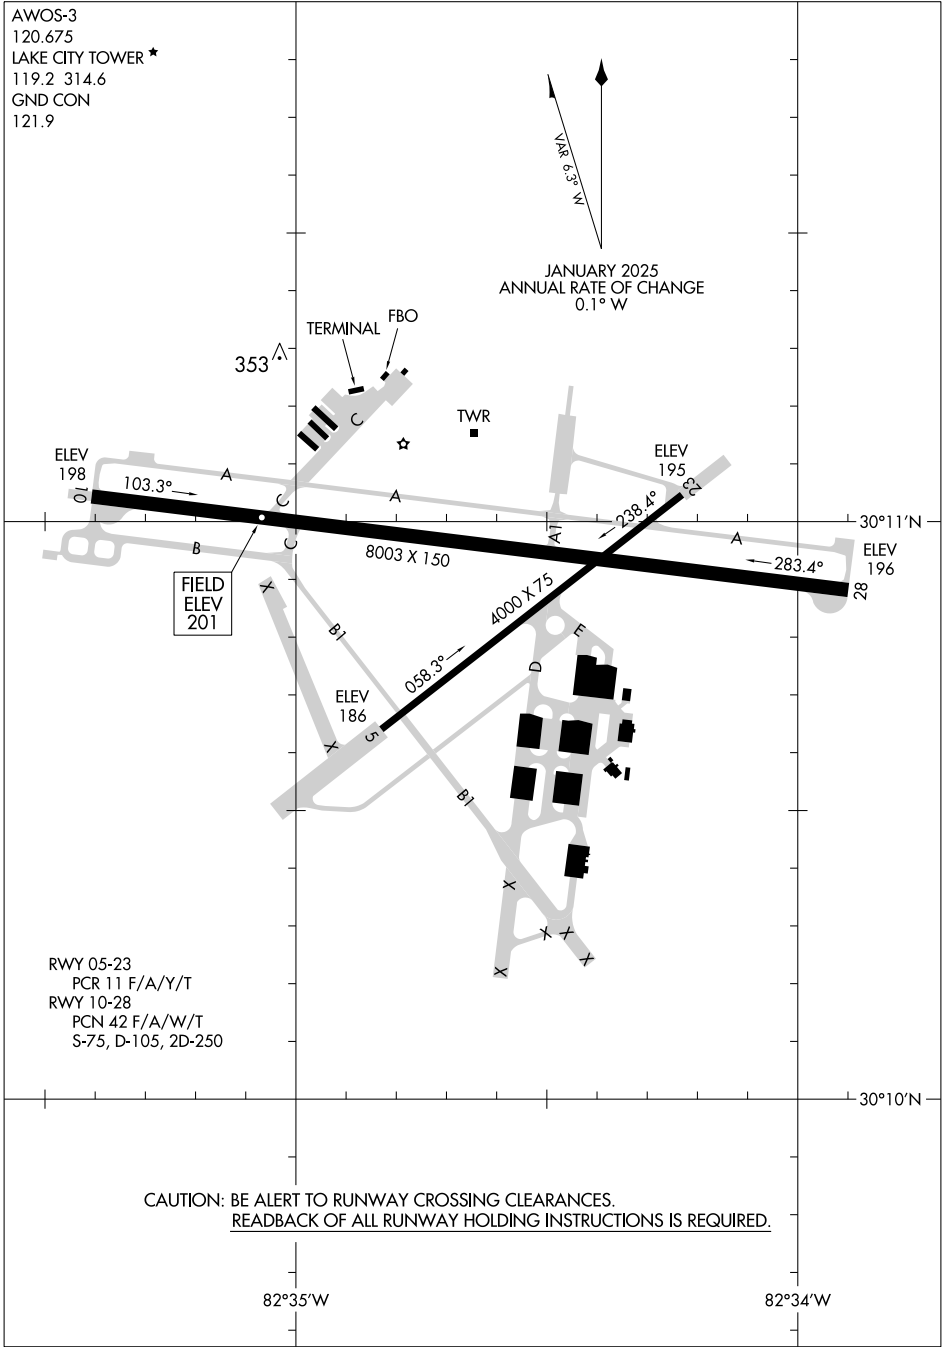 AWOS-3
120.675
LAKE CITY TOWER ★
119.2 314.6
GND CON
121.9
VAR 6.3° W
JANUARY 2025
ANNUAL RATE OF CHANGE
0.1° W
TERMINAL
FBO
353
C
TWR
ELEV
198
ELEV
195
A
10
103.3°
C
A
23
238.4°
A1
A
30°11'N
B
C
8003 X 150
283.4°
ELEV
196
28
FIELD
ELEV
201
X
4000 X 75
B1
E
D
058.3°
ELEV
186
5
X
B1
X
X
X
X
X
RWY 05-23
PCR 11 F/A/Y/T
RWY 10-28
PCN 42 F/A/W/T
S-75, D-105, 2D-250
30°10'N
CAUTION: BE ALERT TO RUNWAY CROSSING CLEARANCES.
READBACK OF ALL RUNWAY HOLDING INSTRUCTIONS IS REQUIRED.
82°35'W
82°34'W